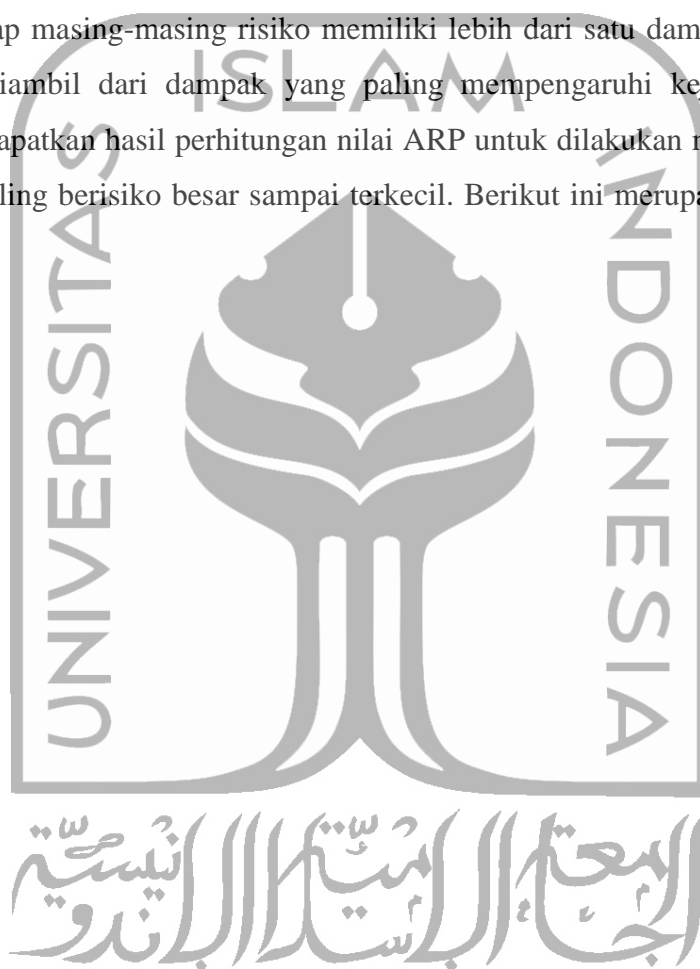 ap masing-masing risiko memiliki lebih dari satu dam
iambil dari dampak yang paling mempengaruhi ke
apatkan hasil perhitungan nilai ARP untuk dilakukan
ling berisiko besar sampai terkecil. Berikut ini merupa
UNIVERSITAS
ISLAM
INDONESIA
الجامعة الإسلامية الإندونيسية